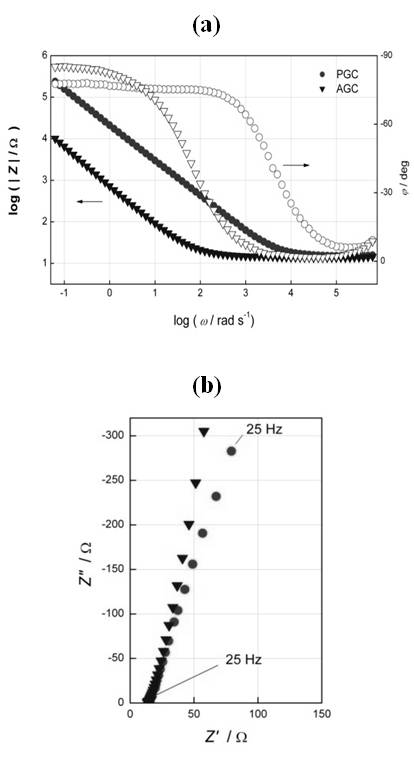 (a)
6
5
4
3
2
1
-90
-60
-30
0
PGC
AGC
log ( | Z | / Ω )
φ / deg
-1 0 1 2 3 4 5
log ( ω / rad s⁻¹)
(b)
-300
-250
-200
-150
-100
-50
0
25 Hz
25 Hz
Z″ / Ω
0 50 100 150
Z′ / Ω